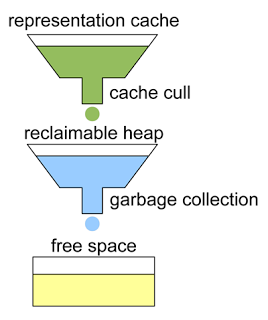 representation cache
cache cull
reclaimable heap
garbage collection
free space